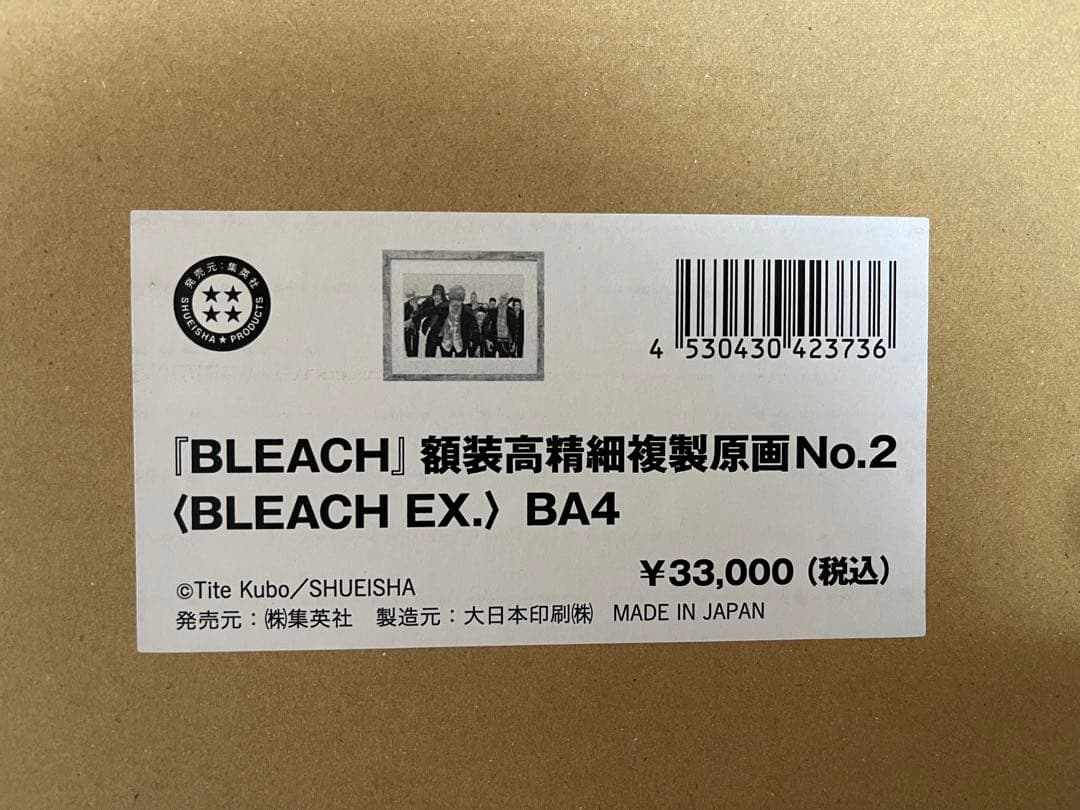 発売元:集英社
SHUEISHA★PRODUCTS
4 530430 423736
『BLEACH』額装高精細複製原画No.2
〈BLEACH EX.〉 BA4
¥33,000(税込)
©Tite Kubo/SHUEISHA
発売元:㈱集英社 製造元:大日本印刷㈱ MADE IN JAPAN